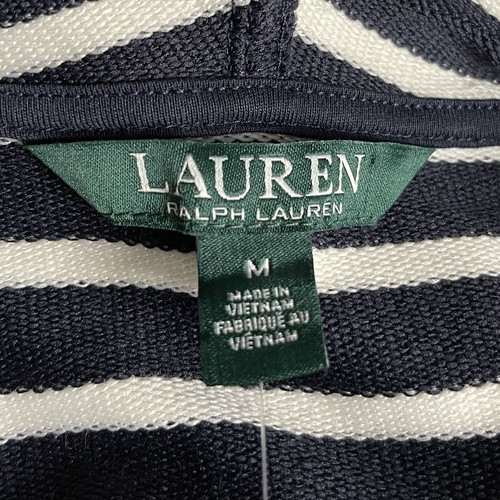 LAUREN
RALPH LAUREN
M
MADE IN
VIETNAM
FABRIQUE AU
VIETNAM